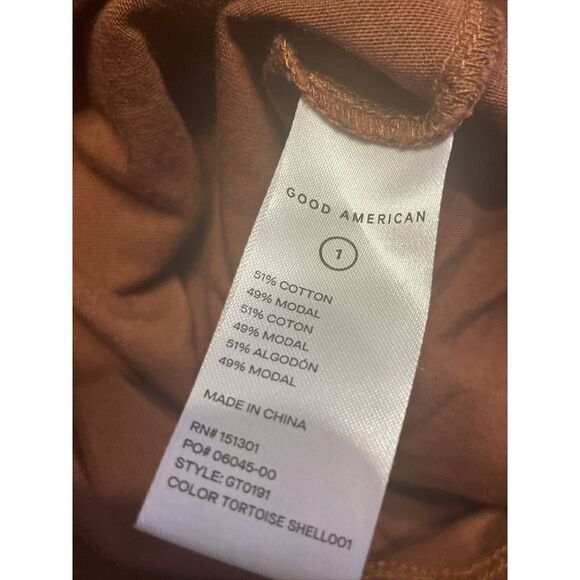 GOOD AMERICAN
1
51% COTTON
49% MODAL
51% COTON
49% MODAL
51% ALGODÓN
49% MODAL
MADE IN CHINA
RN# 151301
PO# 06045-00
STYLE: GT0191
COLOR TORTOISE SHELL001